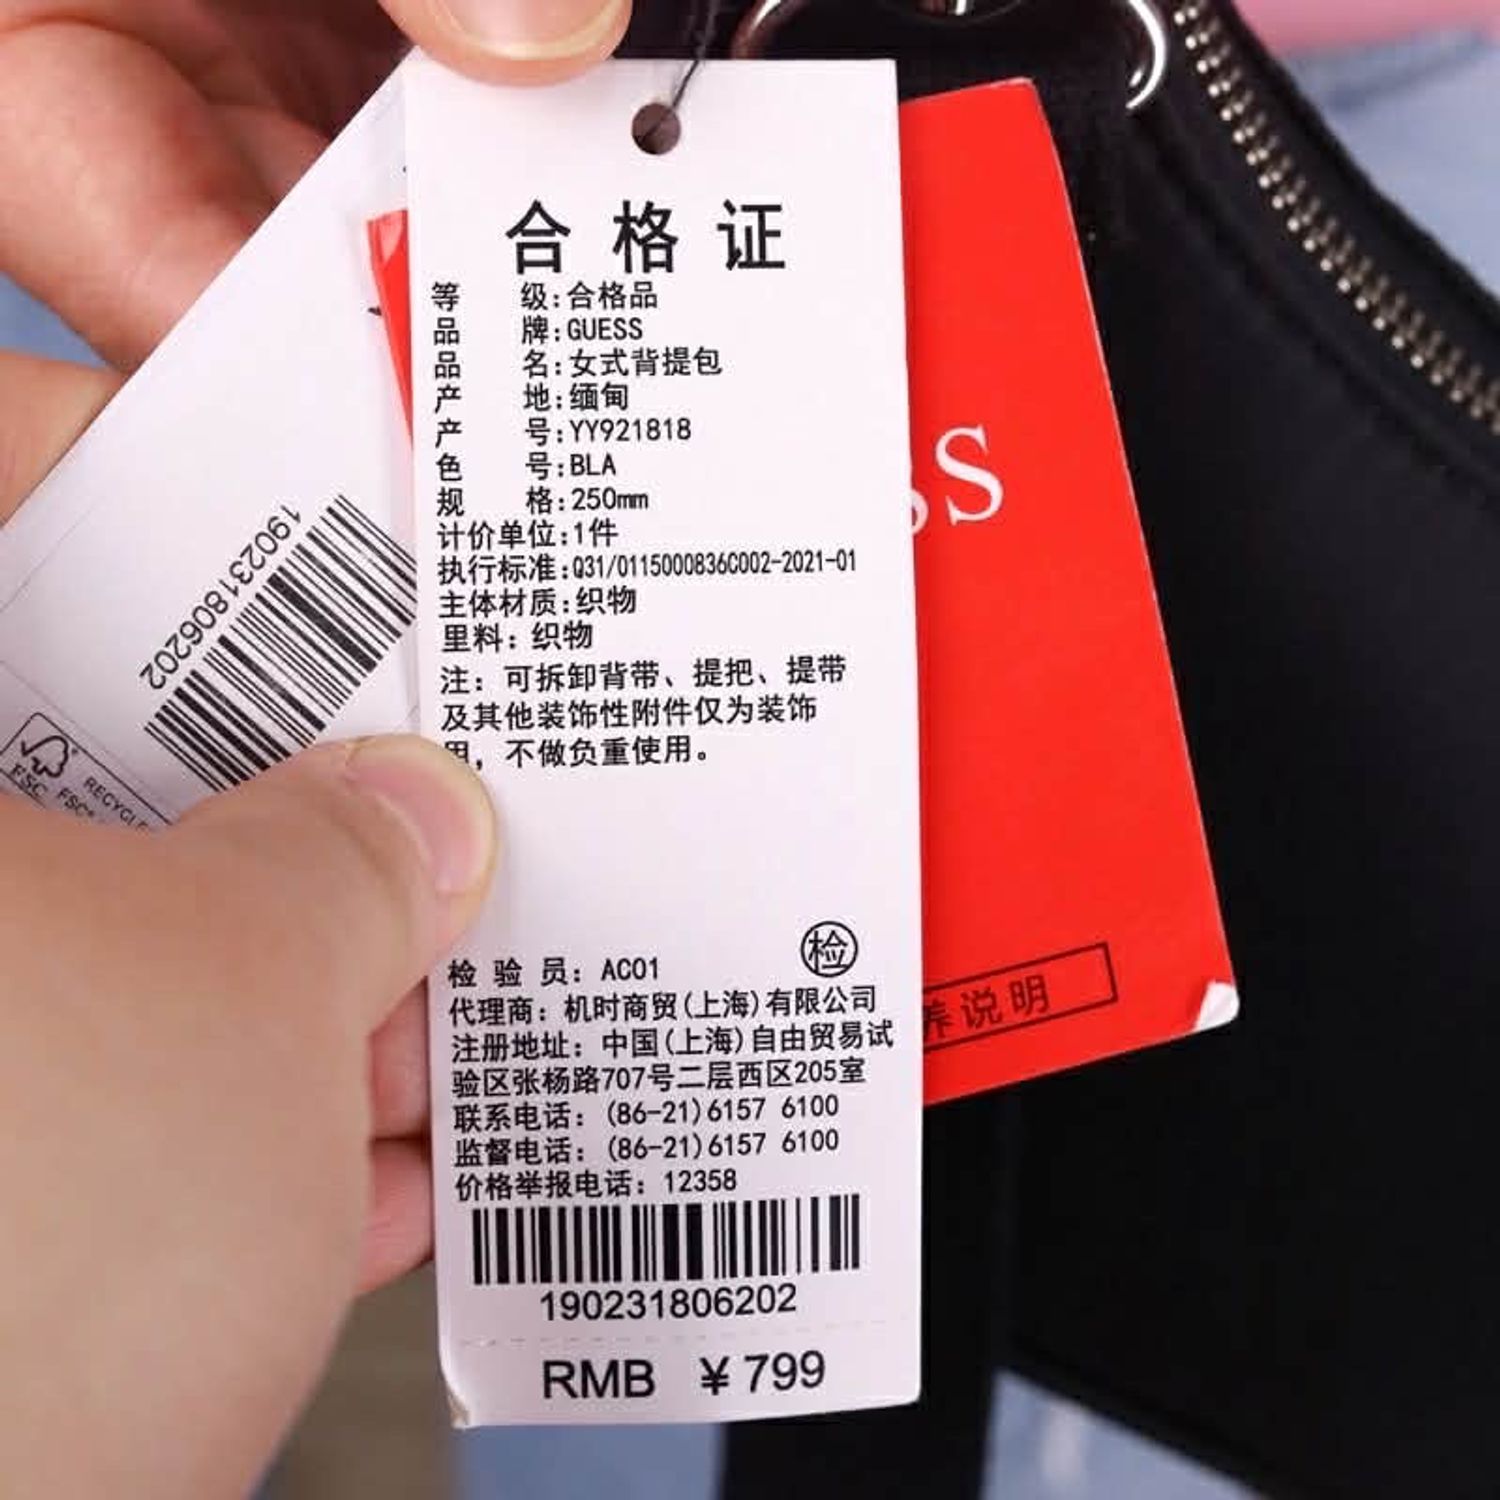 合格证
等 级:合格品
品 牌:GUESS
品 名:女式背提包
产 地:缅甸
产 号:YY921818
色 号:BLA
规 格:250mm
计价单位:1件
执行标准:Q31/0115000836C002-2021-01
主体材质:织物
里料: 织物
注: 可拆卸背带、提把、提带
及其他装饰性附件仅为装饰
用, 不做负重使用。
检
检 验 员: AC01
代理商: 机时商贸(上海)有限公司
注册地址: 中国(上海)自由贸易试
验区张杨路707号二层西区205室
联系电话: (86-21)6157 6100
监督电话: (86-21)6157 6100
价格举报电话: 12358
190231806202
RMB ¥799
190231806202
FSC
FSC®
SS
养说明